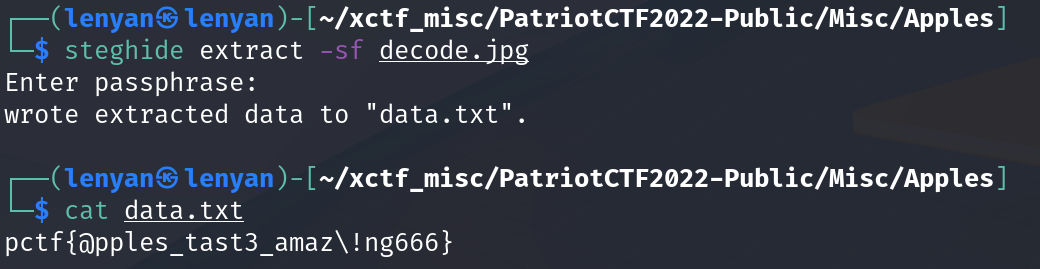 ┌──(lenyan㉿lenyan)-[~/xctf_misc/PatriotCTF2022-Public/Misc/Apples]
└─$ steghide extract -sf decode.jpg
Enter passphrase:
wrote extracted data to "data.txt".
┌──(lenyan㉿lenyan)-[~/xctf_misc/PatriotCTF2022-Public/Misc/Apples]
└─$ cat data.txt
pctf{@pples_tast3_amaz\!ng666}